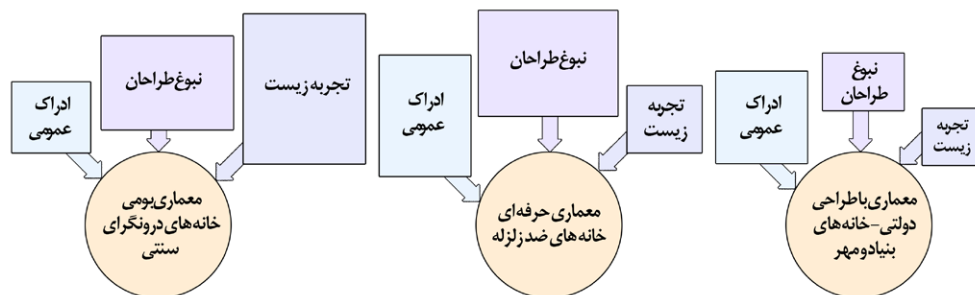 ادراک
عمومی
نبوغ طراحان
تجربه زیست
معماری بومی
خانه‌های درونگرای
سنتی
ادراک
عمومی
نبوغ طراحان
تجربه
زیست
معماری حرفه‌ای
خانه‌های ضد زلزله
ادراک
عمومی
نبوغ
طراحان
تجربه
زیست
معماری با طراحی
دولتی-خانه‌های
بنیاد و مهر